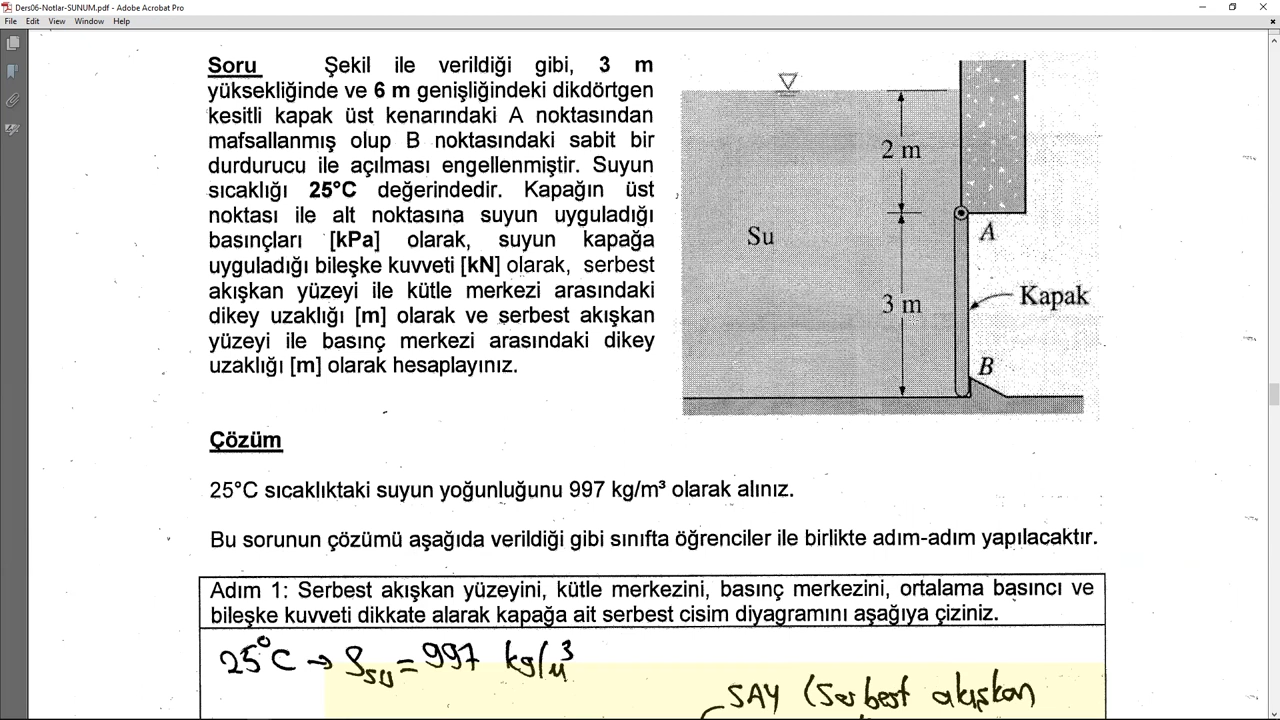 Ders06-Notlar-SUNUM.pdf - Adobe Acrobat Pro
File Edit View Window Help
Soru Şekil ile verildiği gibi, 3 m
yüksekliğinde ve 6 m genişliğindeki dikdörtgen
kesitli kapak üst kenarındaki A noktasından
mafsallanmış olup B noktasındaki sabit bir
durdurucu ile açılması engellenmiştir. Suyun
sıcaklığı 25°C değerindedir. Kapağın üst
noktası ile alt noktasına suyun uyguladığı
basınçları [kPa] olarak, suyun kapağa
uyguladığı bileşke kuvveti [kN] olarak, serbest
akışkan yüzeyi ile kütle merkezi arasındaki
dikey uzaklığı [m] olarak ve serbest akışkan
yüzeyi ile basınç merkezi arasındaki dikey
uzaklığı [m] olarak hesaplayınız.
2 m
Su
A
Kapak
3 m
B
Çözüm
25°C sıcaklıktaki suyun yoğunluğunu 997 kg/m³ olarak alınız.
Bu sorunun çözümü aşağıda verildiği gibi sınıfta öğrenciler ile birlikte adım-adım yapılacaktır.
Adım 1: Serbest akışkan yüzeyini, kütle merkezini, basınç merkezini, ortalama basıncı ve
bileşke kuvveti dikkate alarak kapağa ait serbest cisim diyagramını aşağıya çiziniz.
25°C → ρsu = 997 kg/m³
SAY (Serbest akışkan